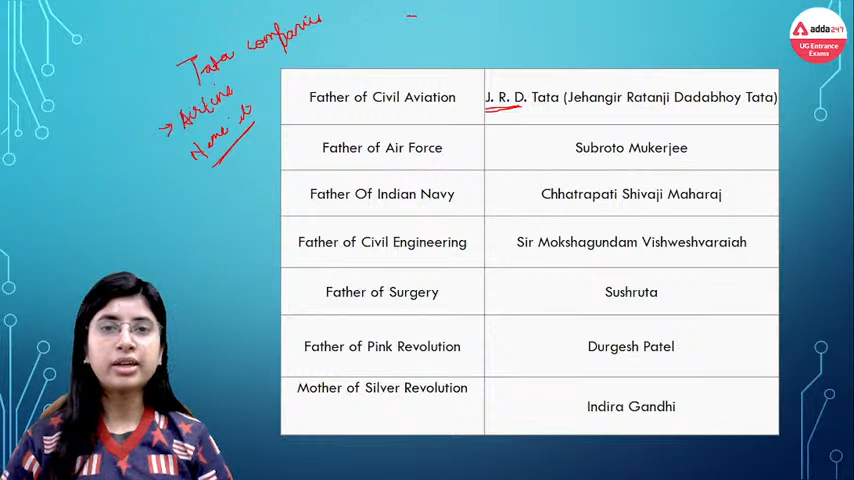 Tata companies
→ Airline
Name it
adda247
UG Entrance
Exams
Father of Civil Aviation J. R. D. Tata (Jehangir Ratanji Dadabhoy Tata)
Father of Air Force Subroto Mukerjee
Father Of Indian Navy Chhatrapati Shivaji Maharaj
Father of Civil Engineering Sir Mokshagundam Vishweshvaraiah
Father of Surgery Sushruta
Father of Pink Revolution Durgesh Patel
Mother of Silver Revolution Indira Gandhi